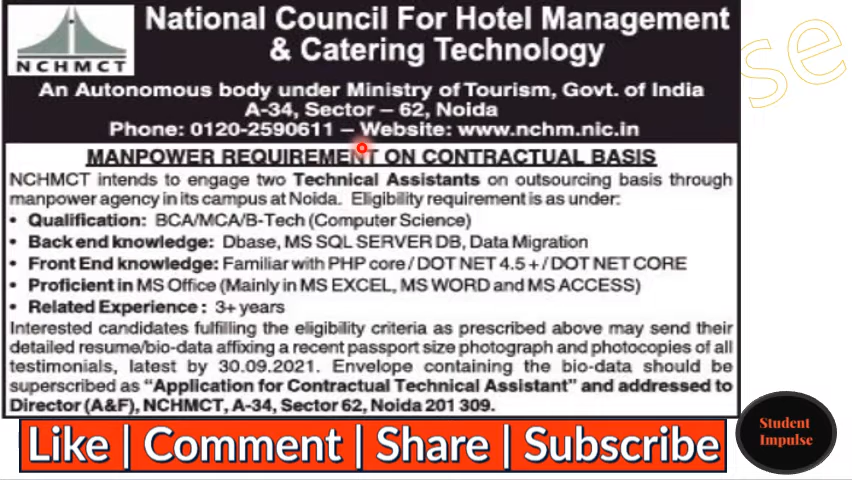 National Council For Hotel Management
& Catering Technology
NCHMCT
An Autonomous body under Ministry of Tourism, Govt. of India
A-34, Sector – 62, Noida
Phone: 0120-2590611 – Website: www.nchm.nic.in
se
MANPOWER REQUIREMENT ON CONTRACTUAL BASIS
NCHMCT intends to engage two Technical Assistants on outsourcing basis through
manpower agency in its campus at Noida. Eligibility requirement is as under:
• Qualification: BCA/MCA/B-Tech (Computer Science)
• Back end knowledge: Dbase, MS SQL SERVER DB, Data Migration
• Front End knowledge: Familiar with PHP core / DOT NET 4.5 + / DOT NET CORE
• Proficient in MS Office (Mainly in MS EXCEL, MS WORD and MS ACCESS)
• Related Experience : 3+ years
Interested candidates fulfilling the eligibility criteria as prescribed above may send their
detailed resume/bio-data affixing a recent passport size photograph and photocopies of all
testimonials, latest by 30.09.2021. Envelope containing the bio-data should be
superscribed as “Application for Contractual Technical Assistant” and addressed to
Director (A&F), NCHMCT, A-34, Sector 62, Noida 201 309.
Like | Comment | Share | Subscribe
Student
Impulse